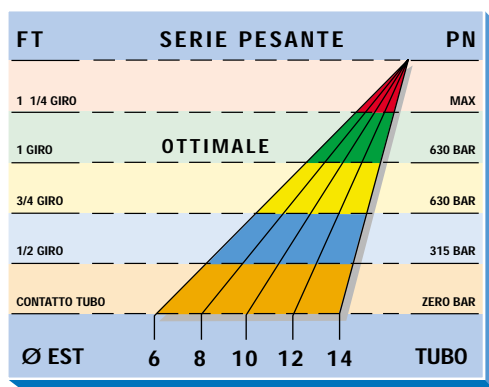 FT SERIE PESANTE PN
1 1/4 GIRO MAX
1 GIRO OTTIMALE 630 BAR
3/4 GIRO 630 BAR
1/2 GIRO 315 BAR
CONTATTO TUBO ZERO BAR
Ø EST 6 8 10 12 14 TUBO